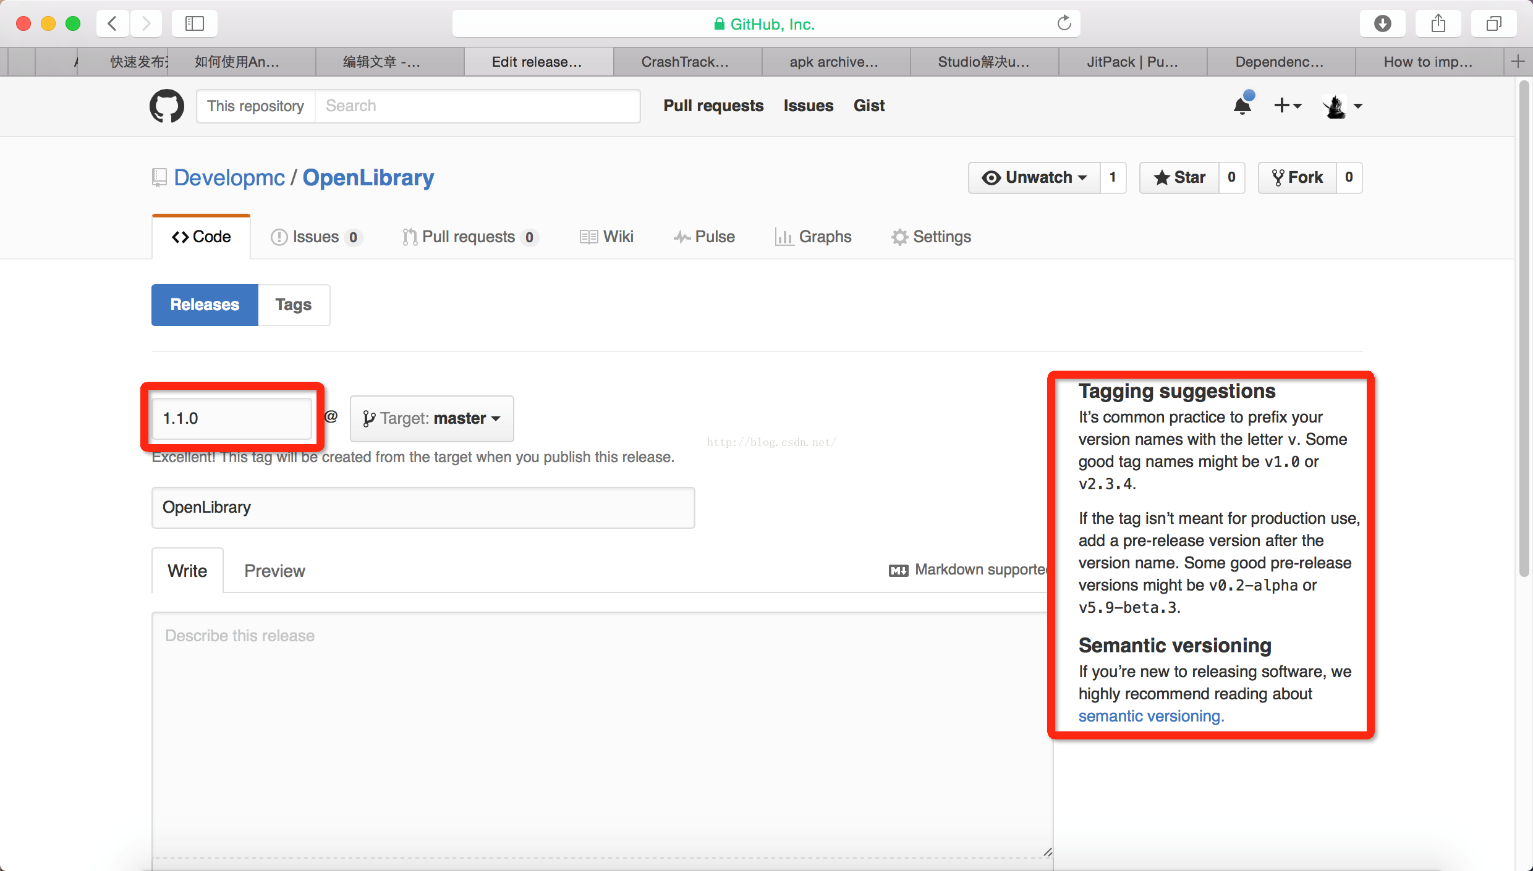 GitHub, Inc.
快速发布开
如何使用An...
编辑文章 -...
Edit release...
CrashTrack...
apk archive...
Studio解决u...
JitPack | Pu...
Dependenc...
How to imp...
This repository
Search
Pull requests
Issues
Gist
Developmc / OpenLibrary
Unwatch 1
Star 0
Fork 0
Code
Issues 0
Pull requests 0
Wiki
Pulse
Graphs
Settings
Releases
Tags
1.1.0
@
Target: master
Excellent! This tag will be created from the target when you publish this release.
http://blog.csdn.net/
OpenLibrary
Write
Preview
Markdown supported
Describe this release
Tagging suggestions
It's common practice to prefix your
version names with the letter v. Some
good tag names might be v1.0 or
v2.3.4.
If the tag isn't meant for production use,
add a pre-release version after the
version name. Some good pre-release
versions might be v0.2-alpha or
v5.9-beta.3.
Semantic versioning
If you're new to releasing software, we
highly recommend reading about
semantic versioning.